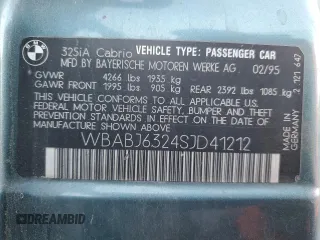 BMW
325iA Cabrio VEHICLE TYPE: PASSENGER CAR
MFD BY BAYERISCHE MOTOREN WERKE AG 02/95
GVWR 4266 lbs 1935 kg
GAWR FRONT 1995 lbs 905 kg REAR 2392 lbs 1085 kg
THIS VEHICLE CONFORMS TO ALL APPLICABLE U.S.
FEDERAL MOTOR VEHICLE SAFETY, BUMPER, AND
THEFT PREVENTION STANDARDS IN EFFECT ON THE
DATE OF MANUFACTURE SHOWN ABOVE.
WBABJ6324SJD41212
2 121 647
DREAMBID